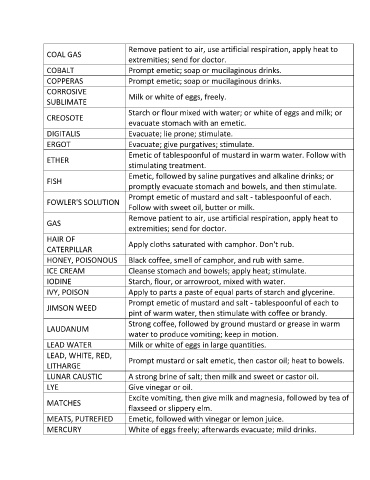 COAL GAS
Remove patient to air, use artificial respiration, apply heat to
extremities; send for doctor.
COBALT
Prompt emetic; soap or mucilaginous drinks.
COPPERAS
Prompt emetic; soap or mucilaginous drinks.
CORROSIVE
SUBLIMATE
Milk or white of eggs, freely.
CREOSOTE
Starch or flour mixed with water; or white of eggs and milk; or
evacuate stomach with an emetic.
DIGITALIS
Evacuate; lie prone; stimulate.
ERGOT
Evacuate; give purgatives; stimulate.
ETHER
Emetic of tablespoonful of mustard in warm water. Follow with
stimulating treatment.
FISH
Emetic, followed by saline purgatives and alkaline drinks; or
promptly evacuate stomach and bowels, and then stimulate.
FOWLER'S SOLUTION
Prompt emetic of mustard and salt - tablespoonful of each.
Follow with sweet oil, butter or milk.
GAS
Remove patient to air, use artificial respiration, apply heat to
extremities; send for doctor.
HAIR OF
CATERPILLAR
Apply cloths saturated with camphor. Don't rub.
HONEY, POISONOUS
Black coffee, smell of camphor, and rub with same.
ICE CREAM
Cleanse stomach and bowels; apply heat; stimulate.
IODINE
Starch, flour, or arrowroot, mixed with water.
IVY, POISON
Apply to parts a paste of equal parts of starch and glycerine.
JIMSON WEED
Prompt emetic of mustard and salt - tablespoonful of each to
pint of warm water, then stimulate with coffee or brandy.
LAUDANUM
Strong coffee, followed by ground mustard or grease in warm
water to produce vomiting; keep in motion.
LEAD WATER
Milk or white of eggs in large quantities.
LEAD, WHITE, RED,
LITHARGE
Prompt mustard or salt emetic, then castor oil; heat to bowels.
LUNAR CAUSTIC
A strong brine of salt; then milk and sweet or castor oil.
LYE
Give vinegar or oil.
MATCHES
Excite vomiting, then give milk and magnesia, followed by tea of
flaxseed or slippery elm.
MEATS, PUTREFIED
Emetic, followed with vinegar or lemon juice.
MERCURY
White of eggs freely; afterwards evacuate; mild drinks.